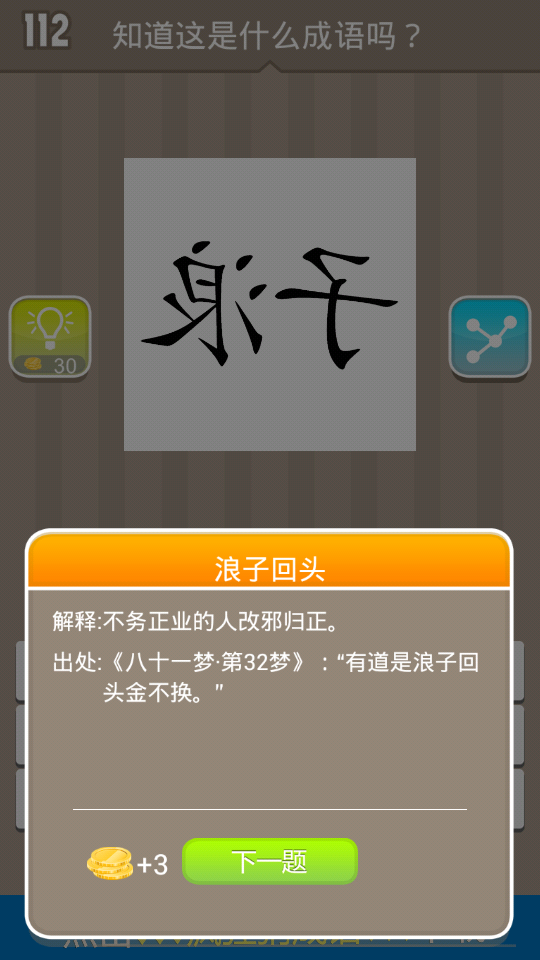 112 知道这是什么成语吗？
浪子
30
浪子回头
解释:不务正业的人改邪归正。
出处:《八十一梦·第32梦》：“有道是浪子回
头金不换。”
+3 下一题